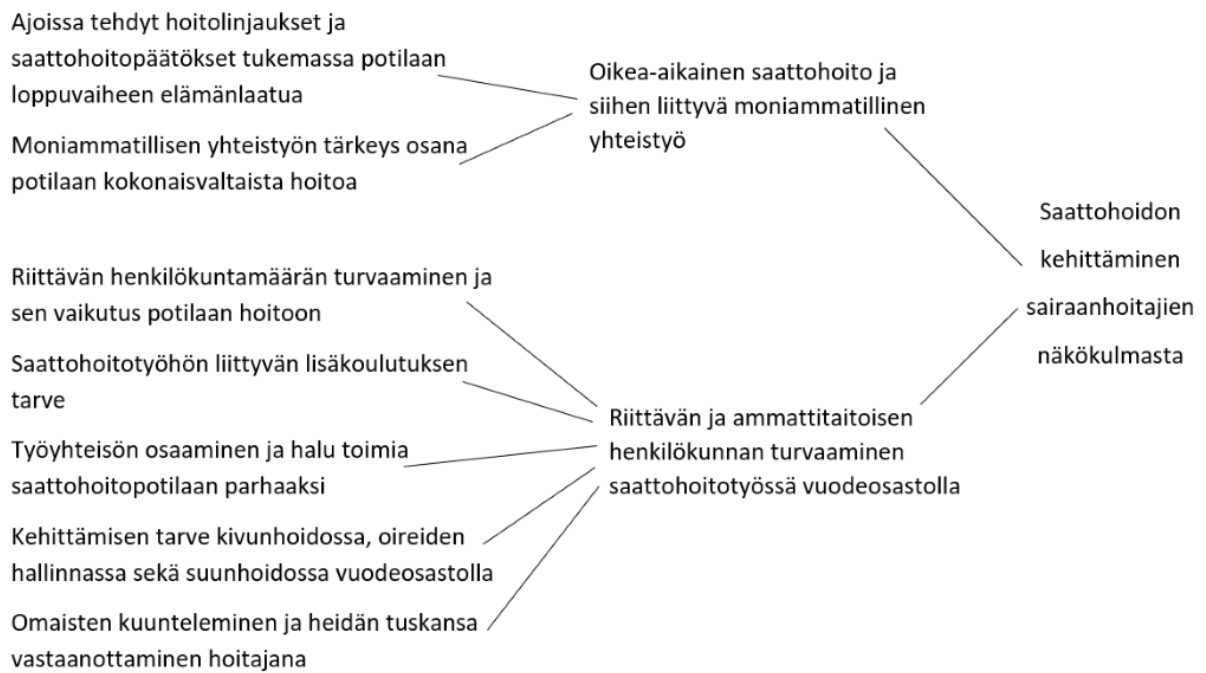 Ajoissa tehdyt hoitolinjaukset ja
saattohoitopäätökset tukemassa potilaan
loppuvaiheen elämänlaatua
Moniammatillisen yhteistyön tärkeys osana
potilaan kokonaisvaltaista hoitoa
Riittävän henkilökuntamäärän turvaaminen ja
sen vaikutus potilaan hoitoon
Saattohoitotyöhön liittyvän lisäkoulutuksen
tarve
Työyhteisön osaaminen ja halu toimia
saattohoitopotilaan parhaaksi
Kehittämisen tarve kivunhoidossa, oireiden
hallinnassa sekä suunhoidossa vuodeosastolla
Omaisten kuunteleminen ja heidän tuskansa
vastaanottaminen hoitajana
Oikea-aikainen saattohoito ja
siihen liittyvä moniammatillinen
yhteistyö
Riittävän ja ammattitaitoisen
henkilökunnan turvaaminen
saattohoitotyössä vuodeosastolla
Saattohoidon
kehittäminen
sairaanhoitajien
näkökulmasta